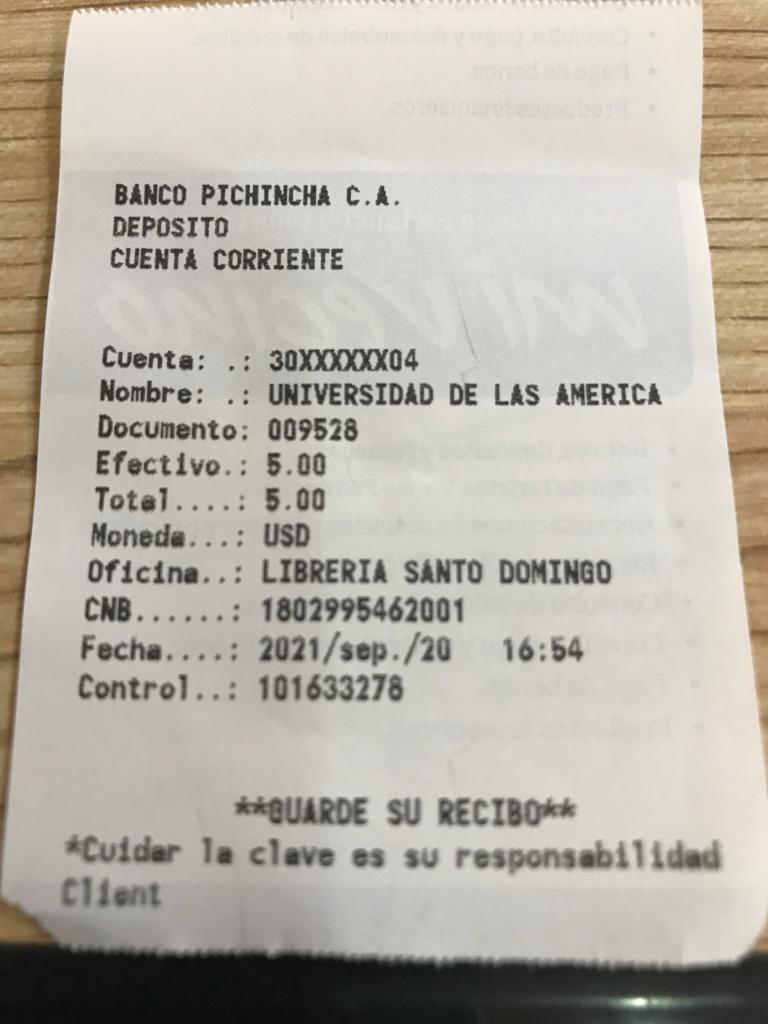 BANCO PICHINCHA C.A.
DEPOSITO
CUENTA CORRIENTE
Cuenta: .: 30XXXXXX04
Nombre: .: UNIVERSIDAD DE LAS AMERICA
Documento: 009528
Efectivo.: 5.00
Total....: 5.00
Moneda...: USD
Oficina..: LIBRERIA SANTO DOMINGO
CNB......: 1802995462001
Fecha....: 2021/sep./20 16:54
Control..: 101633278
**GUARDE SU RECIBO**
*Cuidar la clave es su responsabilidad
Client